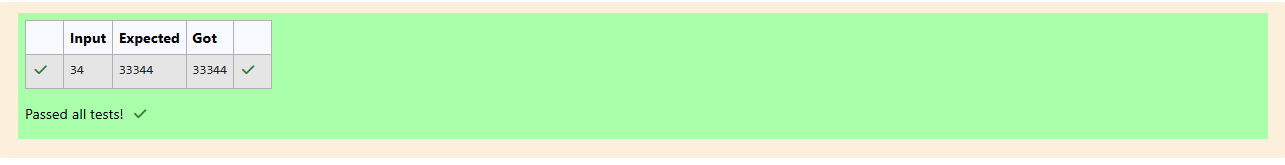 Input Expected Got
34 33344 33344
Passed all tests!